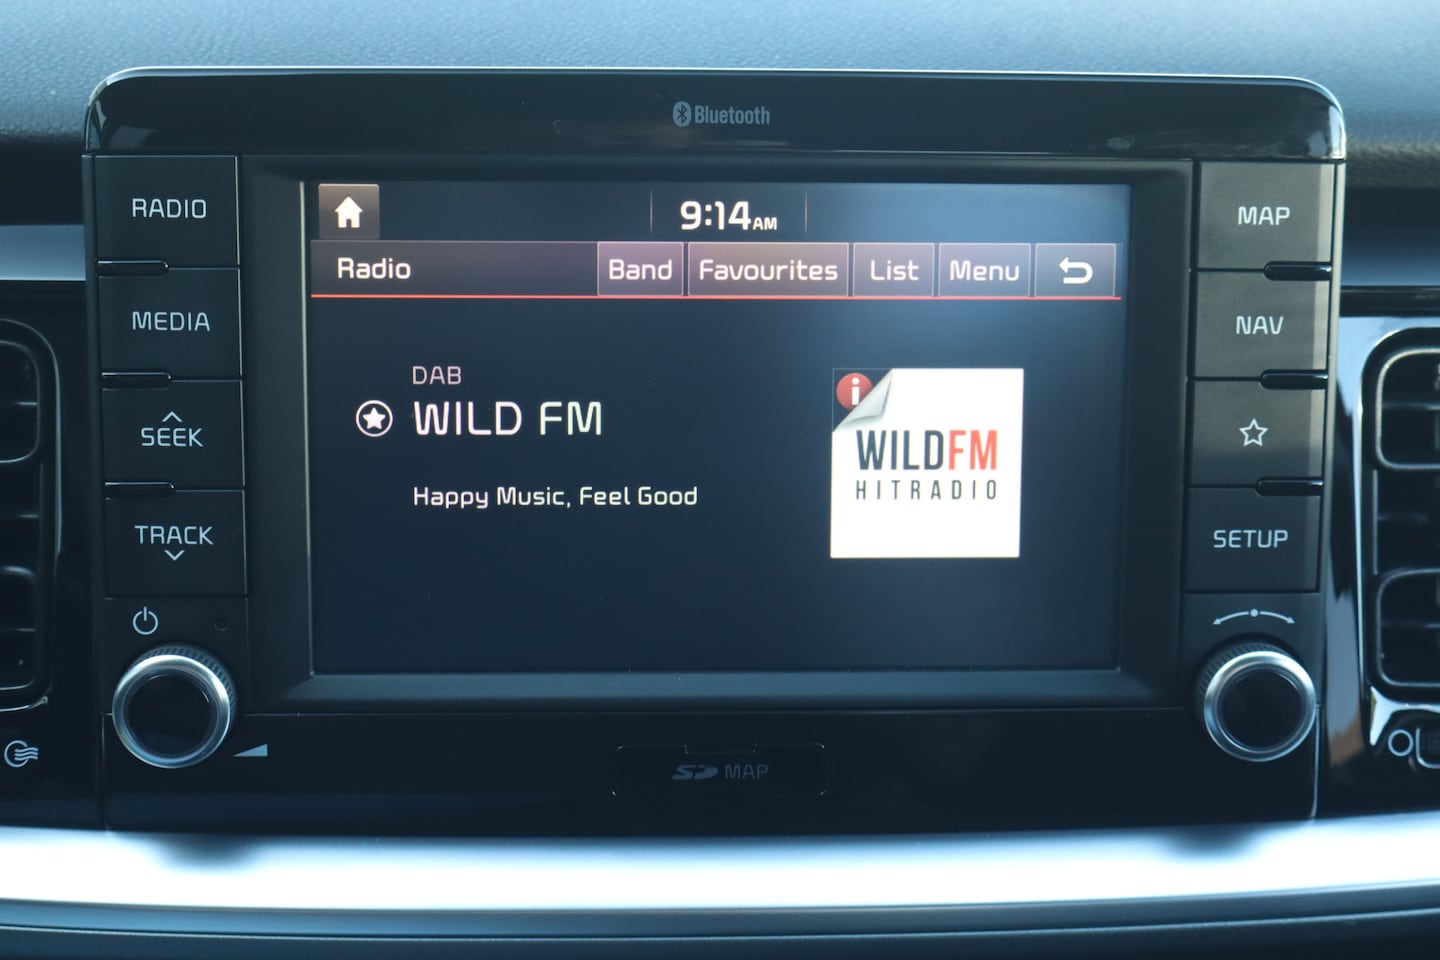 Bluetooth
RADIO
MEDIA
SEEK
TRACK
9:14AM
Radio
Band
Favourites
List
Menu
DAB
WILD FM
Happy Music, Feel Good
i
WILDFM
HITRADIO
MAP
NAV
SETUP
SD MAP